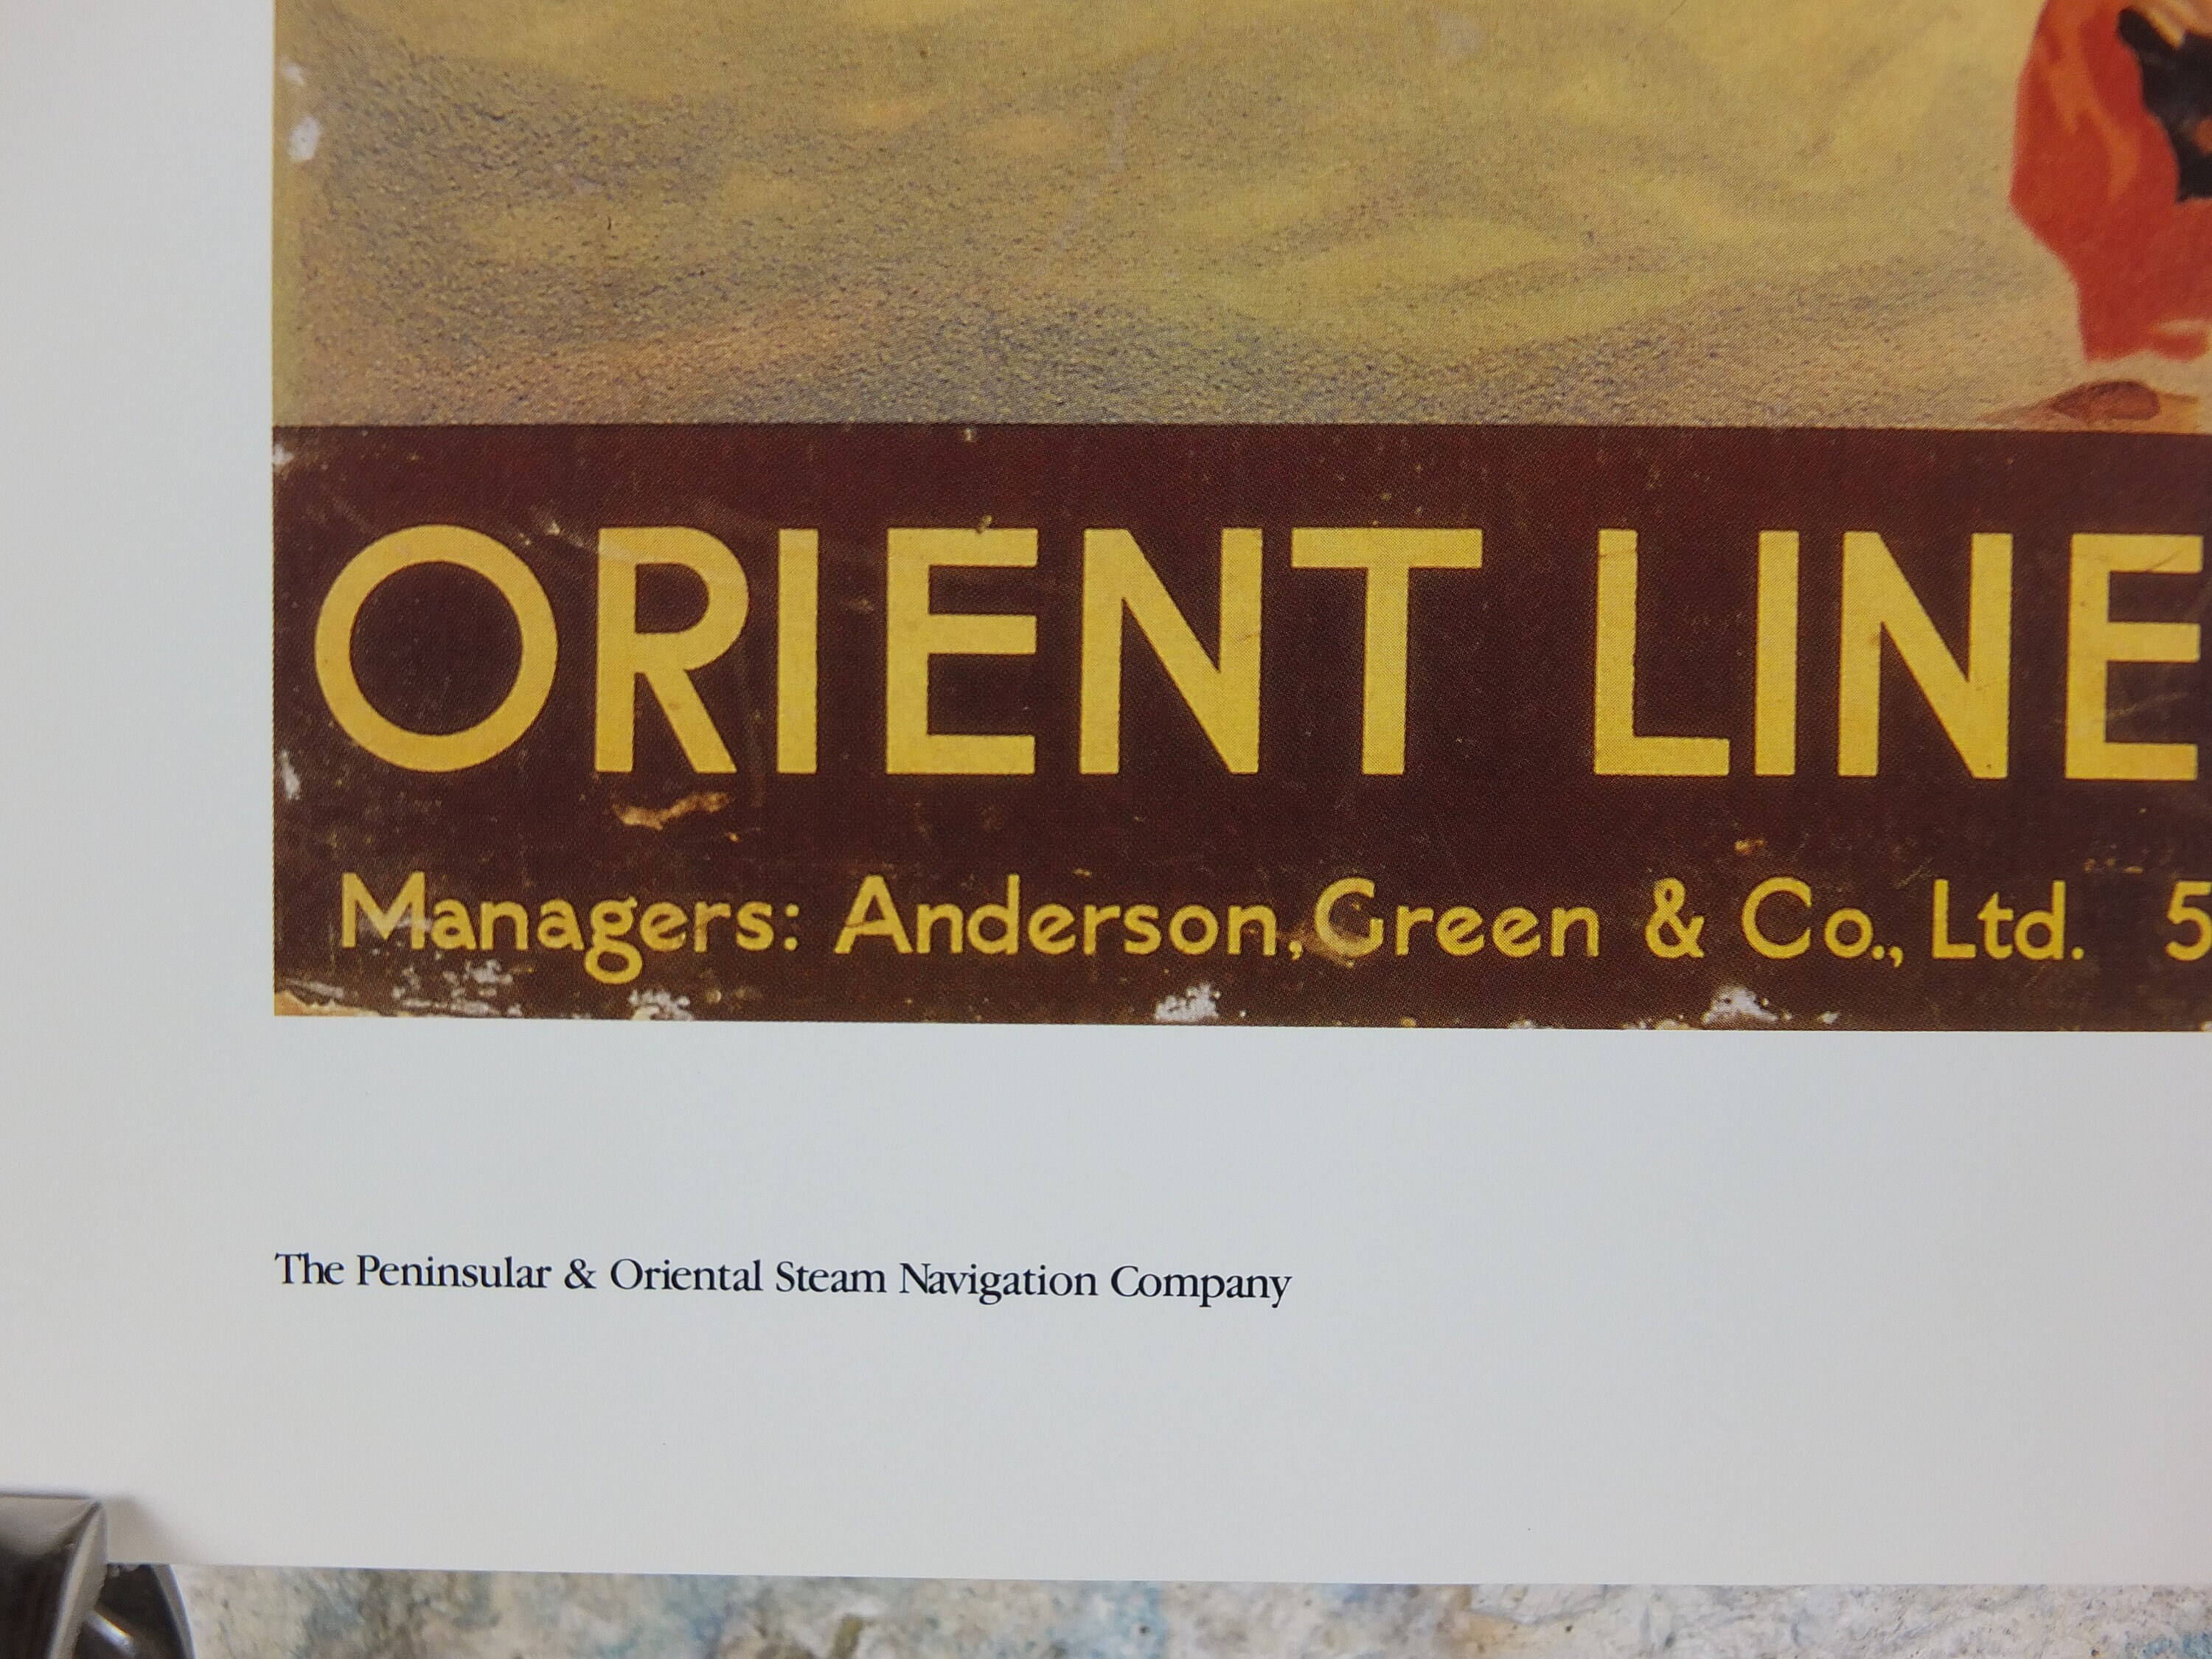 ORIENT LINE
Managers: Anderson, Green & Co., Ltd. 5
The Peninsular & Oriental Steam Navigation Company